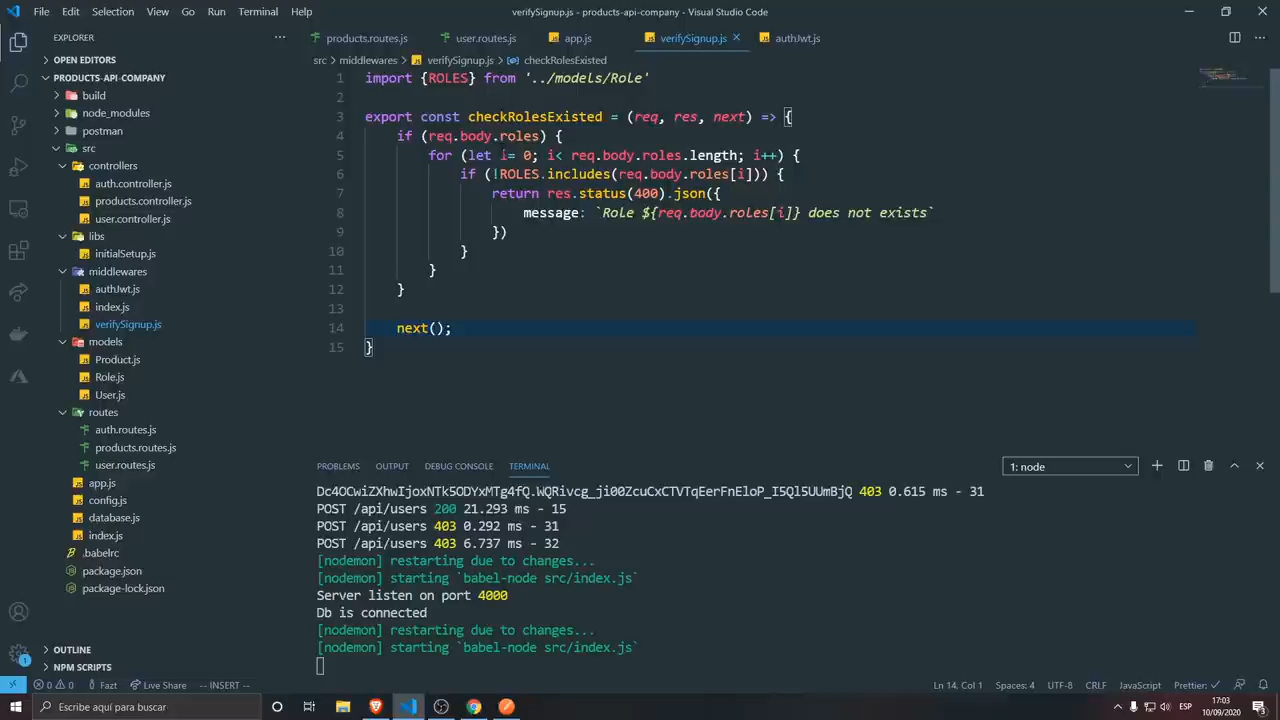 File Edit Selection View Go Run Terminal Help
verifySignup.js - products-api-company - Visual Studio Code
EXPLORER
OPEN EDITORS
PRODUCTS-API-COMPANY
build
node_modules
postman
src
controllers
auth.controller.js
products.controller.js
user.controller.js
libs
initialSetup.js
middlewares
authJwt.js
index.js
verifySignup.js
models
Product.js
Role.js
User.js
routes
auth.routes.js
products.routes.js
user.routes.js
app.js
config.js
database.js
index.js
.babelrc
package.json
package-lock.json
OUTLINE
NPM SCRIPTS
products.routes.js user.routes.js app.js verifySignup.js authJwt.js
src > middlewares > verifySignup.js > checkRolesExisted
1 import {ROLES} from '../models/Role'
2
3 export const checkRolesExisted = (req, res, next) => {
4 if (req.body.roles) {
5 for (let i= 0; i< req.body.roles.length; i++) {
6 if (!ROLES.includes(req.body.roles[i])) {
7 return res.status(400).json({
8 message: `Role ${req.body.roles[i]} does not exists`
9 })
10 }
11 }
12 }
13
14 next();
15 }
PROBLEMS OUTPUT DEBUG CONSOLE TERMINAL
1: node
Dc4OCwiZXhwIjoxNTk5ODYxMTg4fQ.WQRivcg_ji00ZcuCxCTVTqEerFnEloP_I5Ql5UUmBjQ 403 0.615 ms - 31
POST /api/users 200 21.293 ms - 15
POST /api/users 403 0.292 ms - 31
POST /api/users 403 6.737 ms - 32
[nodemon] restarting due to changes...
[nodemon] starting `babel-node src/index.js`
Server listen on port 4000
Db is connected
[nodemon] restarting due to changes...
[nodemon] starting `babel-node src/index.js`
1
0 0 Fazt Live Share -- INSERT -- Ln 14, Col 1 Spaces: 4 UTF-8 CRLF JavaScript Prettier: ✓
Escribe aquí para buscar
ESP
17:03
10/09/2020
3